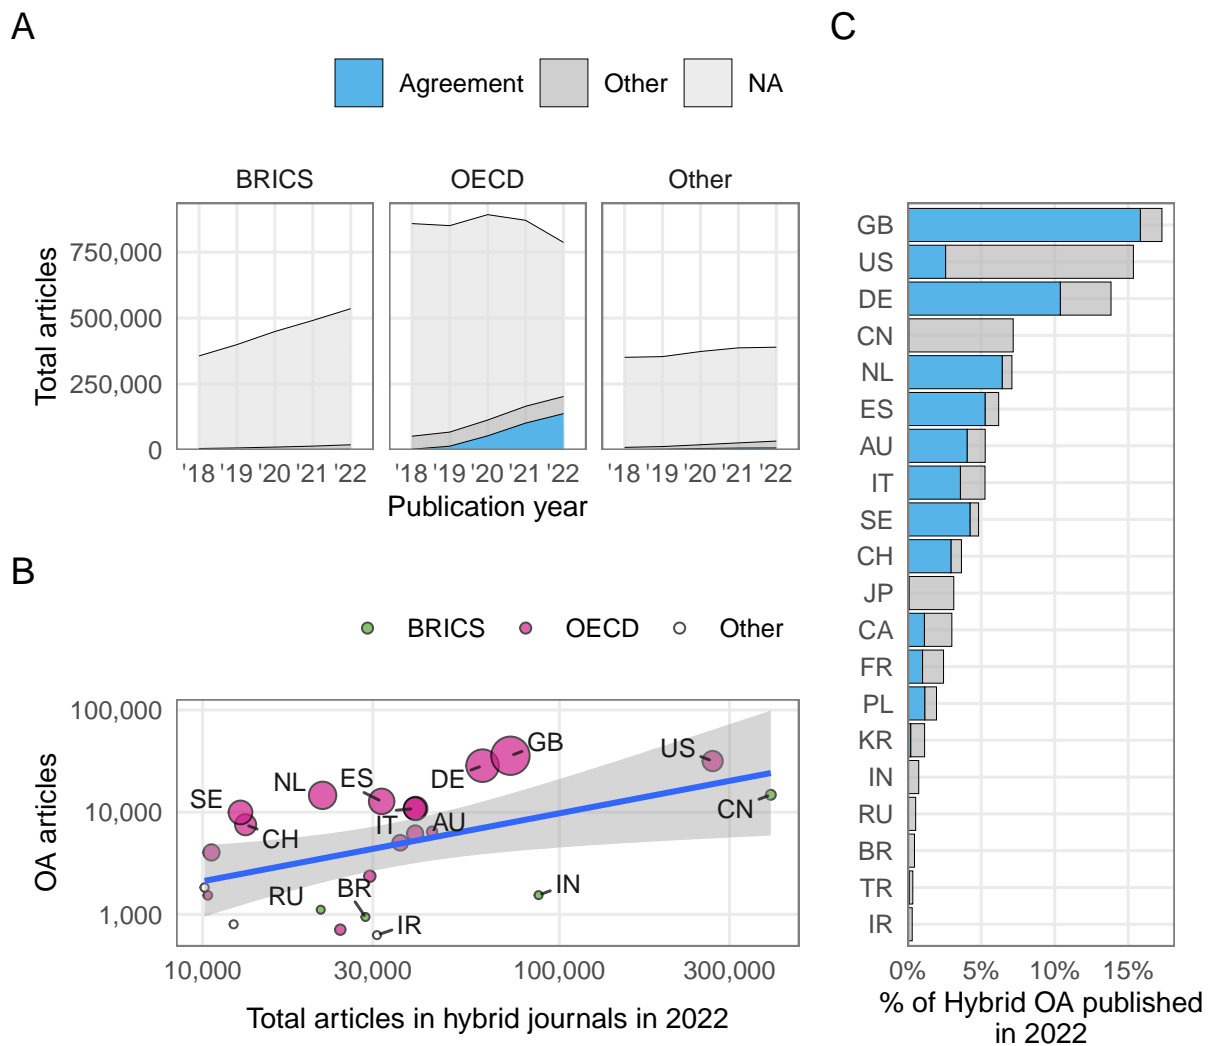 A
Agreement Other NA
BRICS OECD Other
Total articles
750,000
500,000
250,000
0
'18 '19 '20 '21 '22 '18 '19 '20 '21 '22 '18 '19 '20 '21 '22
Publication year
B
BRICS OECD Other
OA articles
100,000
10,000
1,000
GB
US
DE
ES
NL
SE
CN
IT
AU
CH
RU
BR
IN
IR
10,000 30,000 100,000 300,000
Total articles in hybrid journals in 2022
C
GB
US
DE
CN
NL
ES
AU
IT
SE
CH
JP
CA
FR
PL
KR
IN
RU
BR
TR
IR
0% 5% 10% 15%
% of Hybrid OA published
in 2022